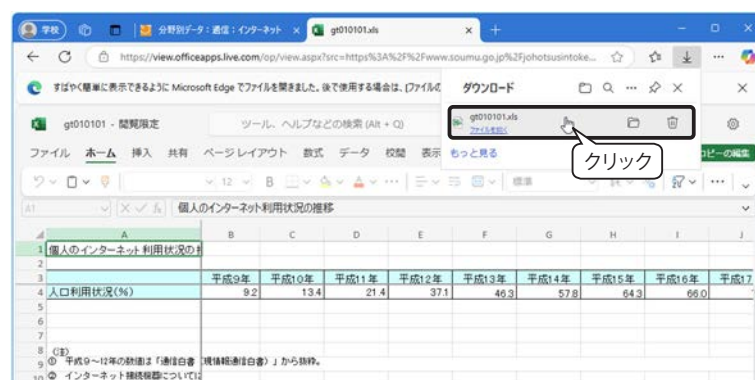 学校
分野別データ：通信：インターネット
gt010101.xls
https://view.officeapps.live.com/op/view.aspx?src=https%3A%2F%2Fwww.soumu.go.jp%2Fjohotsusintoke...
すばやく簡単に表示できるように Microsoft Edge でファイルを開きました。後で使用する場合は、[ファイルの
ダウンロード
gt010101.xls
ファイルを開く
もっと見る
クリック
gt010101 - 閲覧限定
ツール、ヘルプなどの検索 (Alt + Q)
ファイル ホーム 挿入 共有 ページ レイアウト 数式 データ 校閲 表示
コピーの編集
12 B 標準
A1 fx 個人のインターネット利用状況の推移
A B C D E F G H I J
1 個人のインターネット利用状況の
2
3 平成9年 平成10年 平成11年 平成12年 平成13年 平成14年 平成15年 平成16年 平成17
4 人口利用状況(%) 9.2 13.4 21.4 37.1 46.3 57.8 64.3 66.0
5
6
7
8 (注)
9 ① 平成9～12年の数値は「通信白書（現情報通信白書）」から抜粋。
10 ② インターネット接続機器については